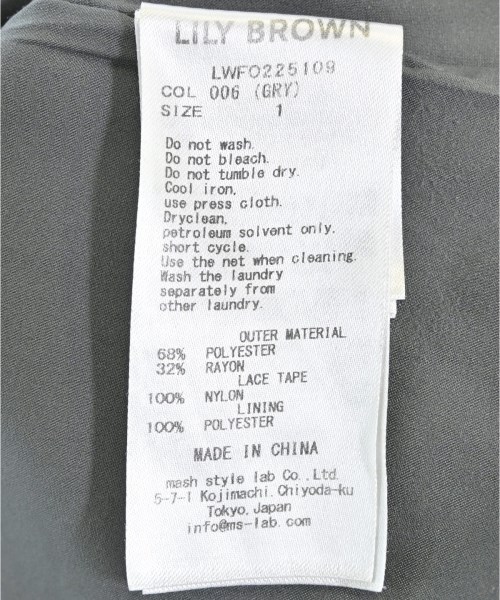 LILY BROWN
LWFO225109
COL 006 (GRY)
SIZE 1
Do not wash.
Do not bleach.
Do not tumble dry.
Cool iron.
use press cloth.
Dryclean,
petroleum solvent only.
short cycle.
Use the net when cleaning.
Wash the laundry
separately from
other laundry.
OUTER MATERIAL
68% POLYESTER
32% RAYON
LACE TAPE
100% NYLON
LINING
100% POLYESTER
MADE IN CHINA
mash style lab Co.,Ltd.
5-7-1 Kojimachi,Chiyoda-ku
Tokyo,Japan
info@ms-lab.com